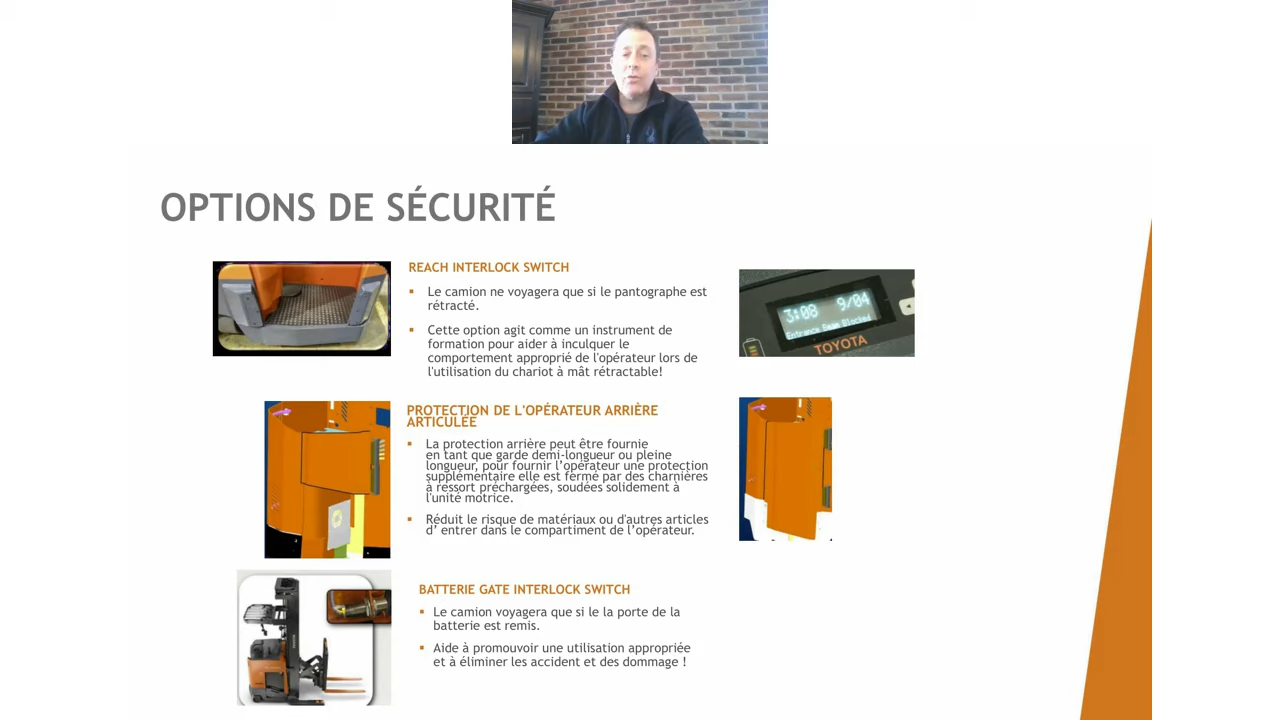 OPTIONS DE SÉCURITÉ
REACH INTERLOCK SWITCH
Le camion ne voyagera que si le pantographe est
rétracté.
Cette option agit comme un instrument de
formation pour aider à inculquer le
comportement approprié de l'opérateur lors de
l'utilisation du chariot à mât rétractable!
3:08 9/04
Entrance Beam Blocked
TOYOTA
PROTECTION DE L'OPÉRATEUR ARRIÈRE
ARTICULÉE
La protection arrière peut être fournie
en tant que garde demi-longueur ou pleine
longueur, pour fournir l’opérateur une protection
supplémentaire elle est fermé par des charnières
à ressort préchargées, soudées solidement à
l'unité motrice.
Réduit le risque de matériaux ou d'autres articles
d’ entrer dans le compartiment de l’opérateur.
BATTERIE GATE INTERLOCK SWITCH
Le camion voyagera que si le la porte de la
batterie est remis.
Aide à promouvoir une utilisation appropriée
et à éliminer les accident et des dommage !